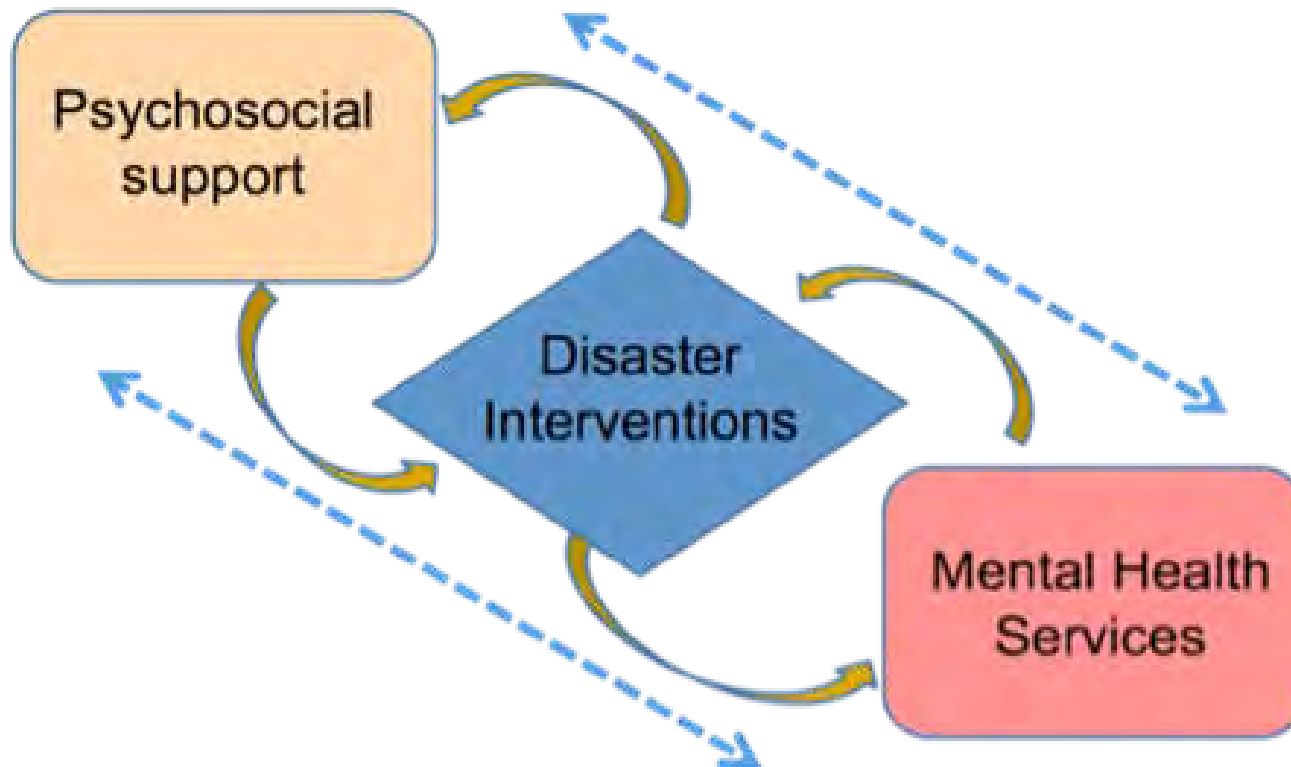 Psychosocial
support
Disaster
Interventions
Mental Health
Services